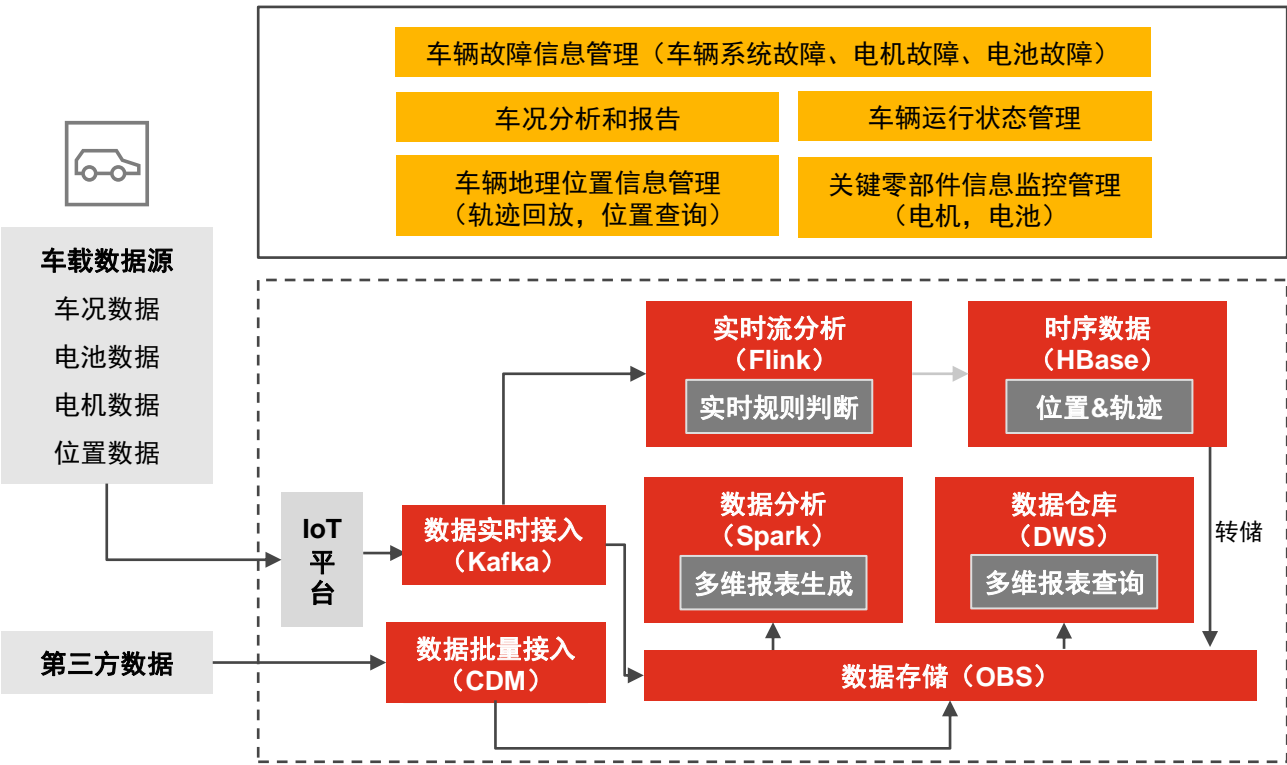 车辆故障信息管理（车辆系统故障、电机故障、电池故障）
车况分析和报告
车辆运行状态管理
车辆地理位置信息管理
（轨迹回放，位置查询）
关键零部件信息监控管理
（电机，电池）
车载数据源
车况数据
电池数据
电机数据
位置数据
第三方数据
IoT
平
台
数据实时接入
（Kafka）
数据批量接入
（CDM）
实时流分析
（Flink）
实时规则判断
时序数据
（HBase）
位置&轨迹
数据分析
（Spark）
多维报表生成
数据仓库
（DWS）
多维报表查询
转储
数据存储（OBS）